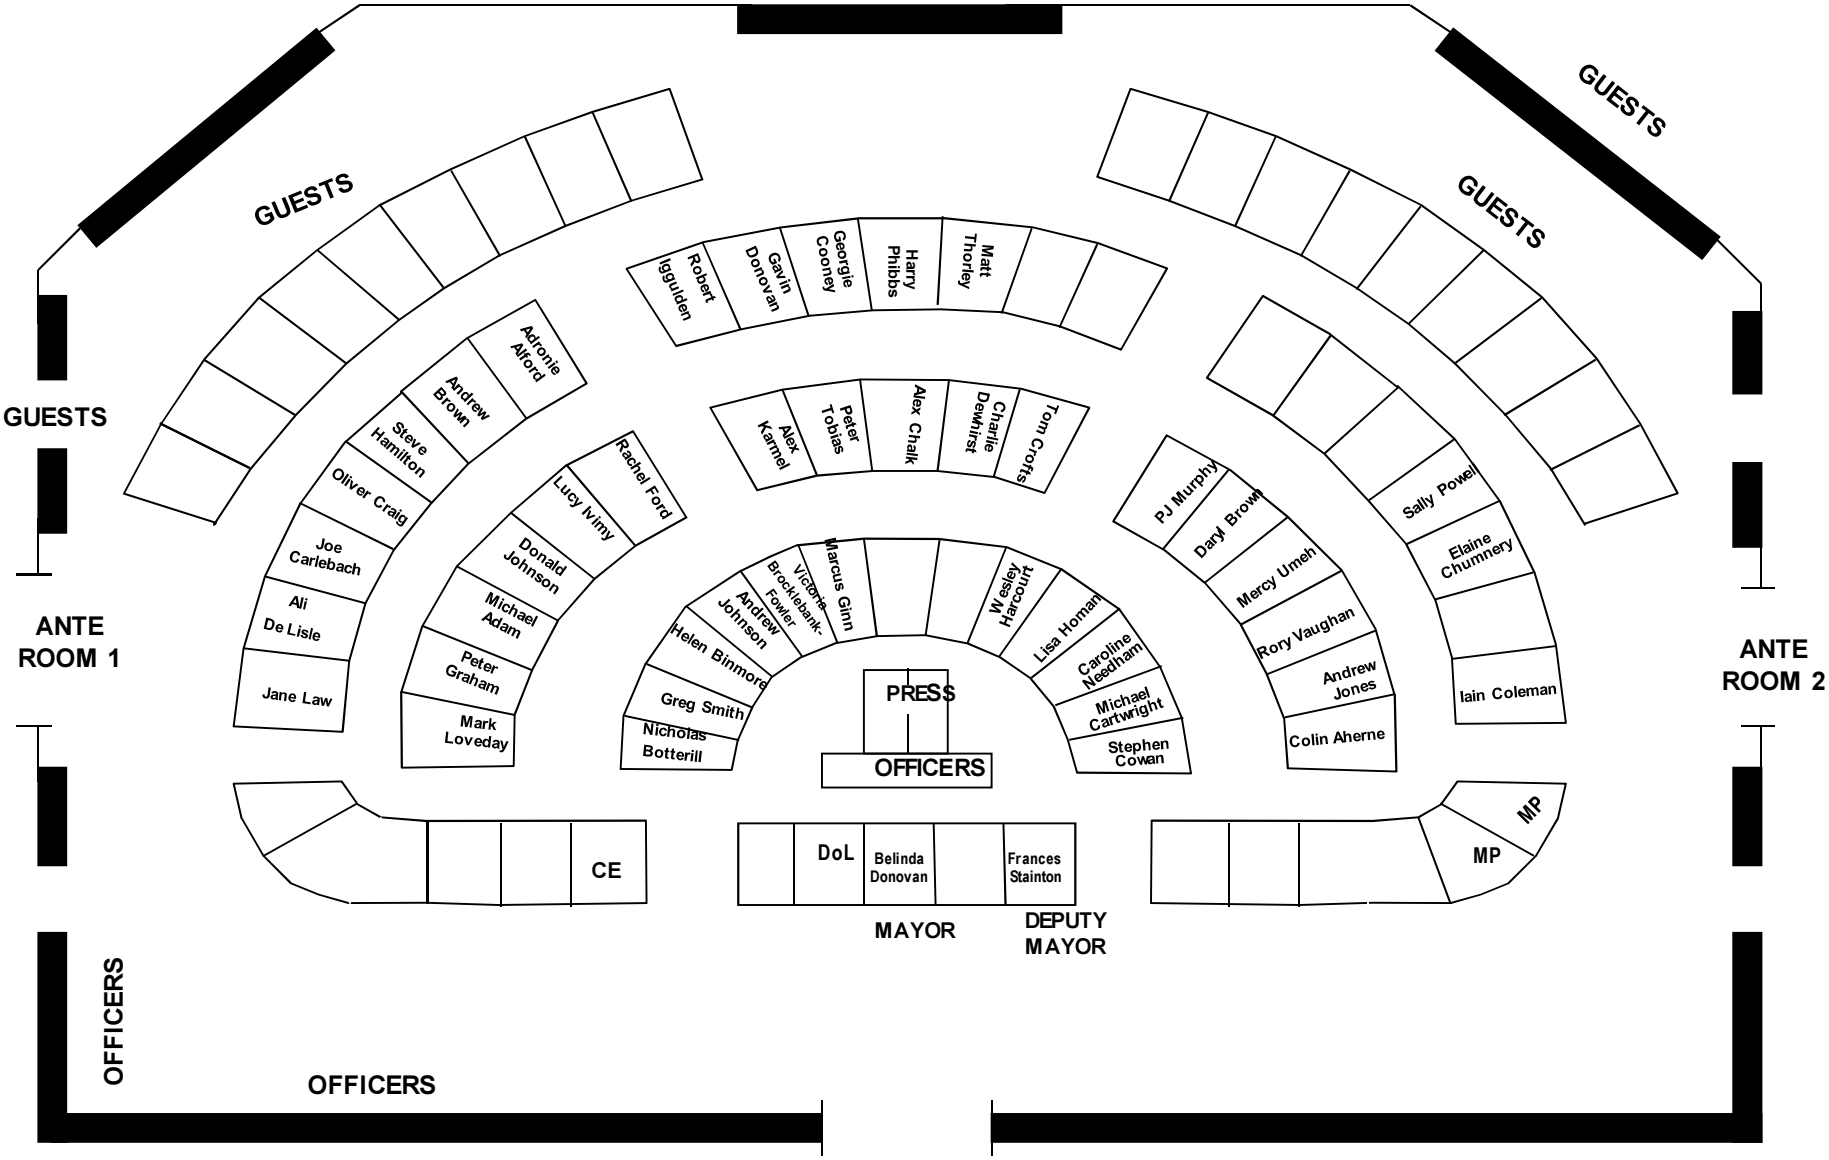 GUESTS
GUESTS
GUESTS
GUESTS
Robert
Iggulden
Gavin
Donovan
Georgie
Cooney
Harry
Phibbs
Matt
Thorley
Adronie
Alford
Andrew
Brown
Steve
Hamilton
Oliver Craig
Joe
Carlebach
Ali
De Lisle
Jane Law
Rachel Ford
Lucy Ivimy
Donald
Johnson
Michael
Adam
Peter
Graham
Mark
Loveday
Alex
Karmel
Peter
Tobias
Alex Chalk
Charlie
Dewhirst
Tom Crofts
PJ Murphy
Daryl Brown
Mercy Umeh
Rory Vaughan
Andrew
Jones
Colin Aherne
Sally Powell
Elaine
Chumnery
Iain Coleman
Marcus Ginn
Victoria
Brocklebank-
Fowler
Andrew
Johnson
Helen Binmore
Greg Smith
Nicholas
Botterill
Wesley
Harcourt
Lisa Homan
Caroline
Needham
Michael
Cartwright
Stephen
Cowan
ANTE
ROOM 1
ANTE
ROOM 2
PRESS
OFFICERS
CE
DoL
Belinda
Donovan
Frances
Stainton
MP
MP
MAYOR
DEPUTY
MAYOR
OFFICERS
OFFICERS